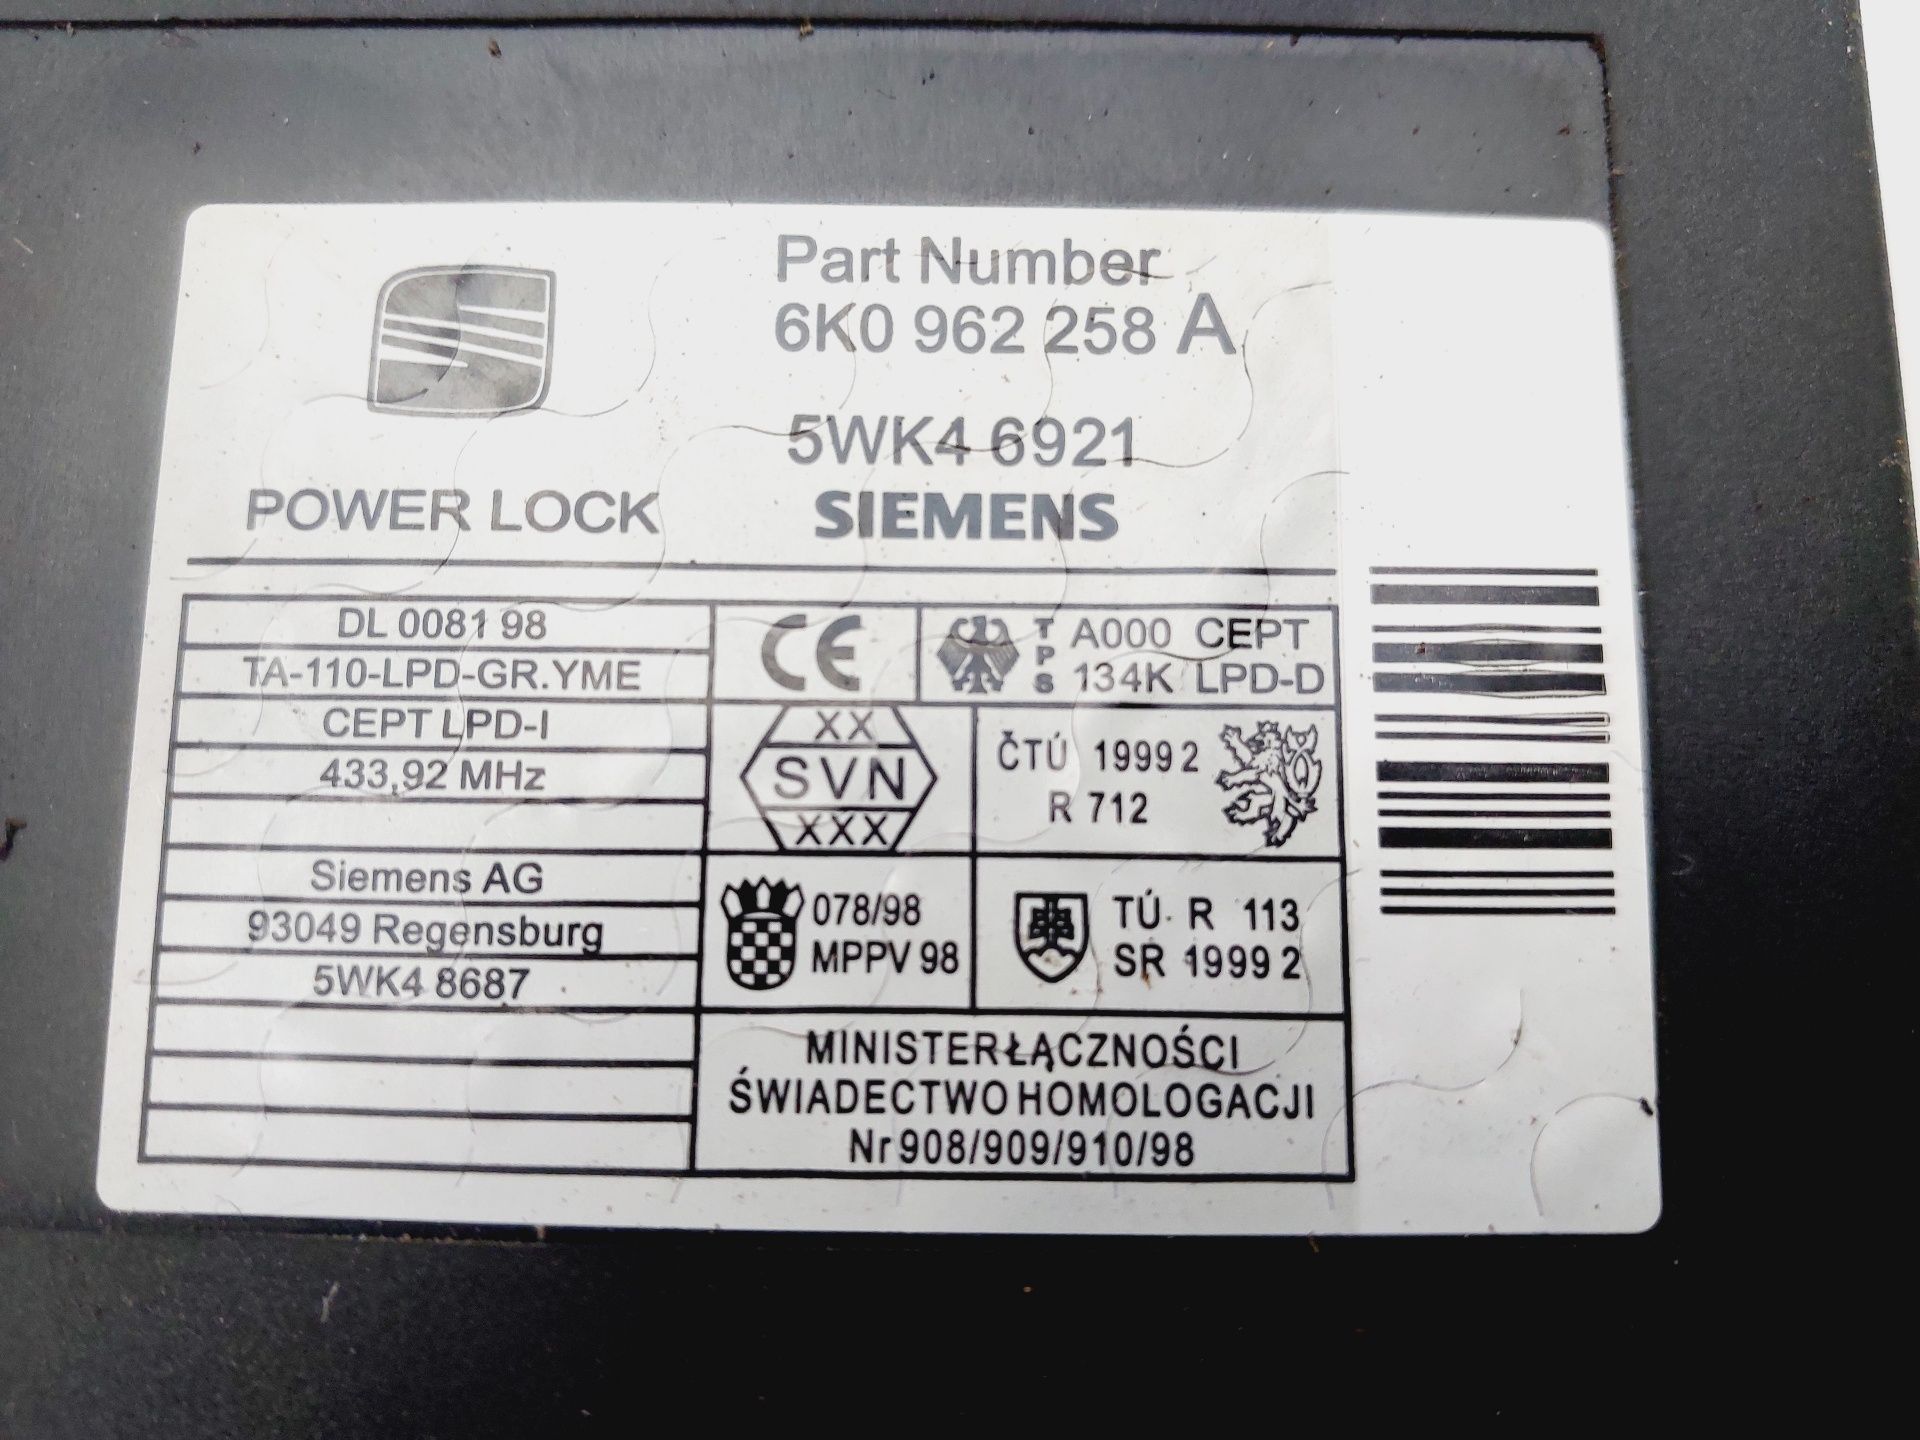 Part Number
6K0 962 258 A
5WK4 6921
POWER LOCK
SIEMENS
DL 0081 98
TA-110-LPD-GR.YME
CEPT LPD-I
433,92 MHz
Siemens AG
93049 Regensburg
5WK4 8687
CE
TPS
A000 CEPT
134K LPD-D
XX
SVN
XXX
ČTÚ 1999 2
R 712
078/98
MPPV 98
TÚ R 113
SR 1999 2
MINISTER ŁĄCZNOŚCI
ŚWIADECTWO HOMOLOGACJI
Nr 908/909/910/98